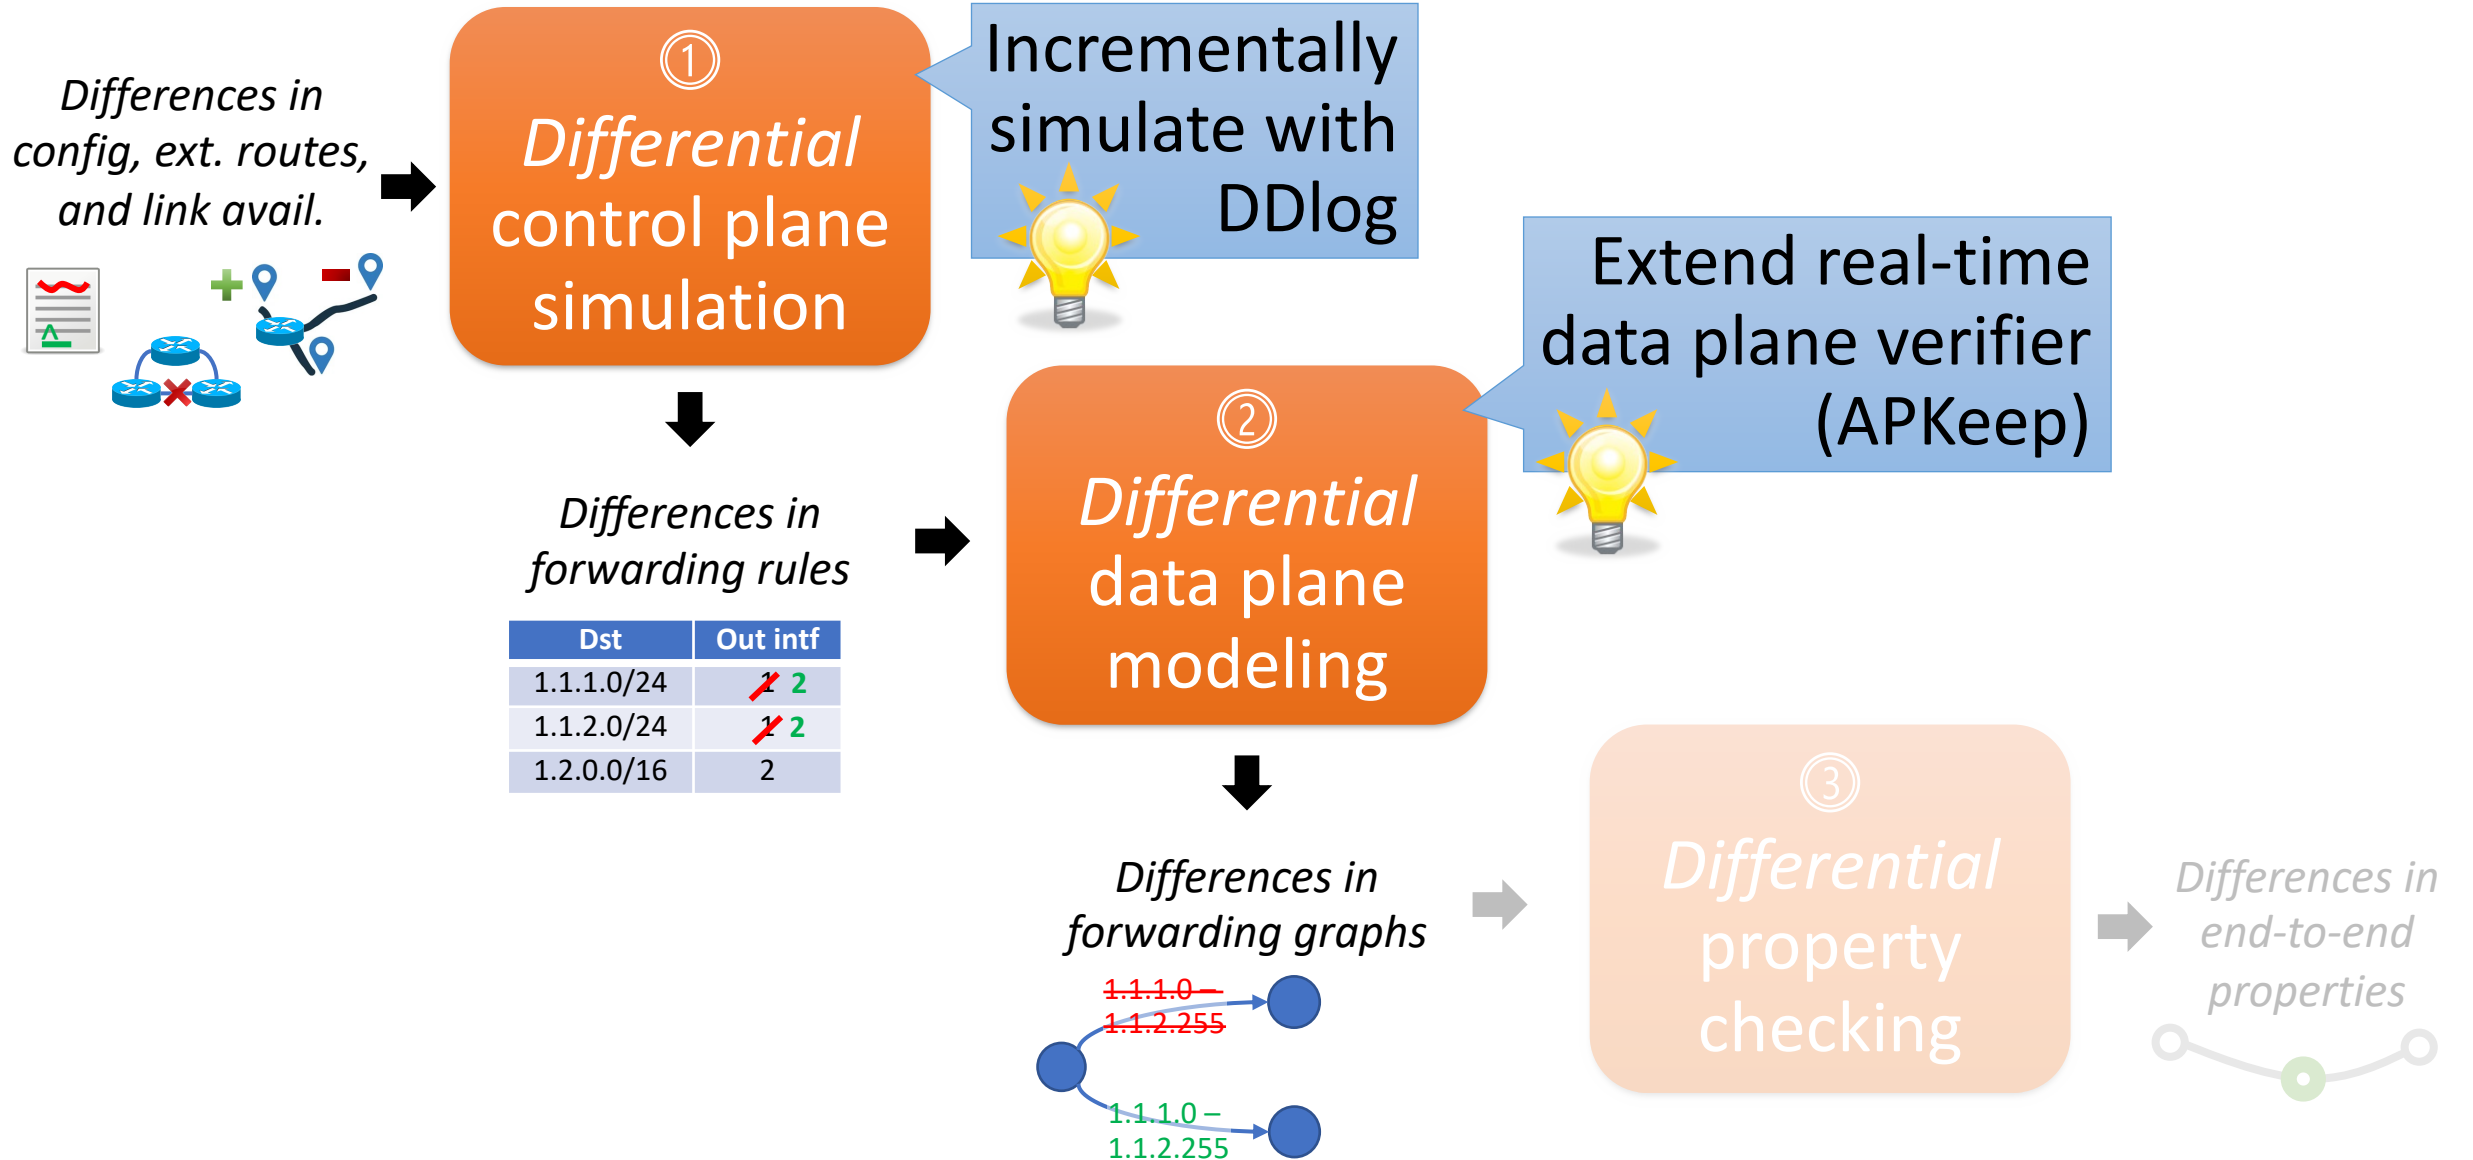 Differences in
config, ext. routes,
and link avail.
①
Differential
control plane
simulation
Incrementally
simulate with
DDlog
Differences in
forwarding rules
Dst Out intf
1.1.1.0/24 1 2
1.1.2.0/24 1 2
1.2.0.0/16 2
②
Differential
data plane
modeling
Extend real-time
data plane verifier
(APKeep)
Differences in
forwarding graphs
1.1.1.0 –
1.1.2.255
1.1.1.0 –
1.1.2.255
③
Differential
property
checking
Differences in
end-to-end
properties